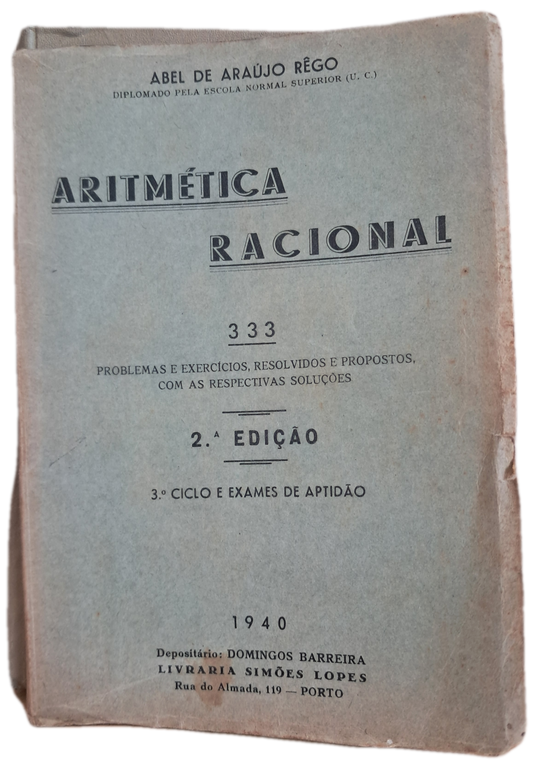 ABEL DE ARAÚJO RÊGO
DIPLOMADO PELA ESCOLA NORMAL SUPERIOR (U. C.)
ARITMÉTICA
RACIONAL
333
PROBLEMAS E EXERCÍCIOS, RESOLVIDOS E PROPOSTOS,
COM AS RESPECTIVAS SOLUÇÕES
2.ᴬ EDIÇÃO
3.º CICLO E EXAMES DE APTIDÃO
1940
Depositário: DOMINGOS BARREIRA
LIVRARIA SIMÕES LOPES
Rua do Almada, 119 — PORTO